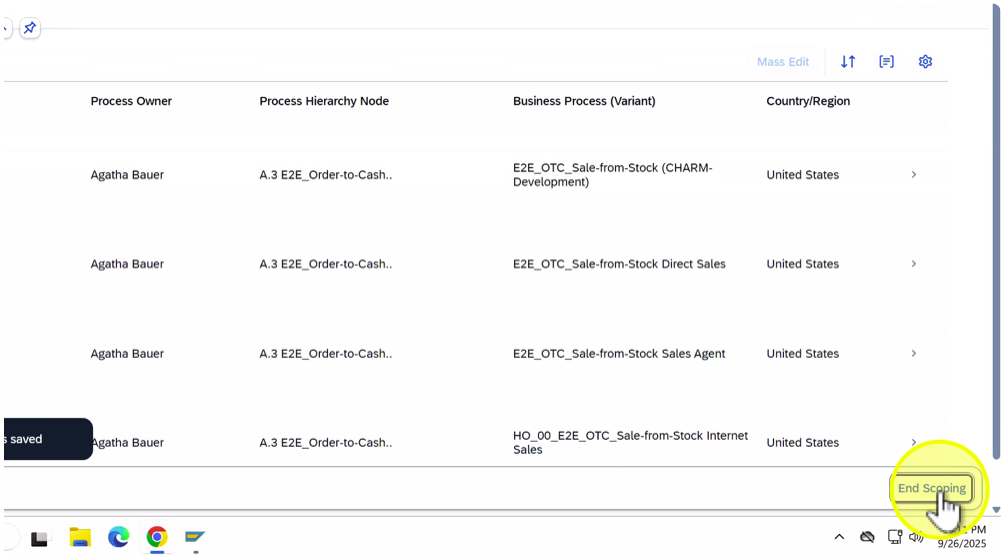 Mass Edit
Process Owner Process Hierarchy Node Business Process (Variant) Country/Region
Agatha Bauer A.3 E2E_Order-to-Cash.. E2E_OTC_Sale-from-Stock (CHARM-
Development) United States
Agatha Bauer A.3 E2E_Order-to-Cash.. E2E_OTC_Sale-from-Stock Direct Sales United States
Agatha Bauer A.3 E2E_Order-to-Cash.. E2E_OTC_Sale-from-Stock Sales Agent United States
saved
Agatha Bauer A.3 E2E_Order-to-Cash.. HO_00_E2E_OTC_Sale-from-Stock Internet
Sales United States
End Scoping
PM
9/26/2025